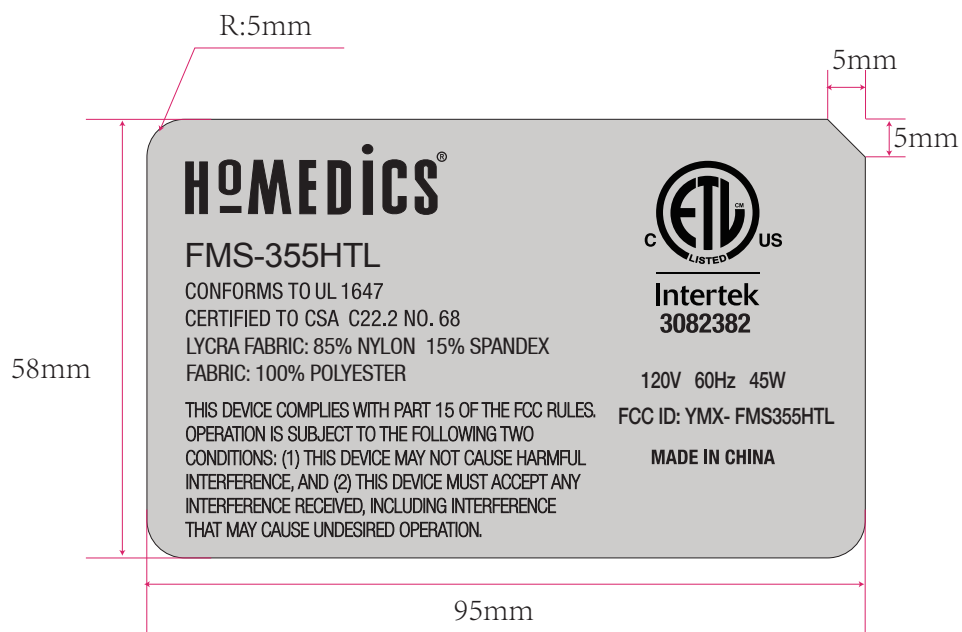 R:5mm
5mm
5mm
58mm
95mm
HoMEDiCS®
FMS-355HTL
CONFORMS TO UL 1647
CERTIFIED TO CSA C22.2 NO. 68
LYCRA FABRIC: 85% NYLON 15% SPANDEX
FABRIC: 100% POLYESTER
THIS DEVICE COMPLIES WITH PART 15 OF THE FCC RULES.
OPERATION IS SUBJECT TO THE FOLLOWING TWO
CONDITIONS: (1) THIS DEVICE MAY NOT CAUSE HARMFUL
INTERFERENCE, AND (2) THIS DEVICE MUST ACCEPT ANY
INTERFERENCE RECEIVED, INCLUDING INTERFERENCE
THAT MAY CAUSE UNDESIRED OPERATION.
ETL CM
C US
LISTED
Intertek
3082382
120V 60Hz 45W
FCC ID: YMX- FMS355HTL
MADE IN CHINA